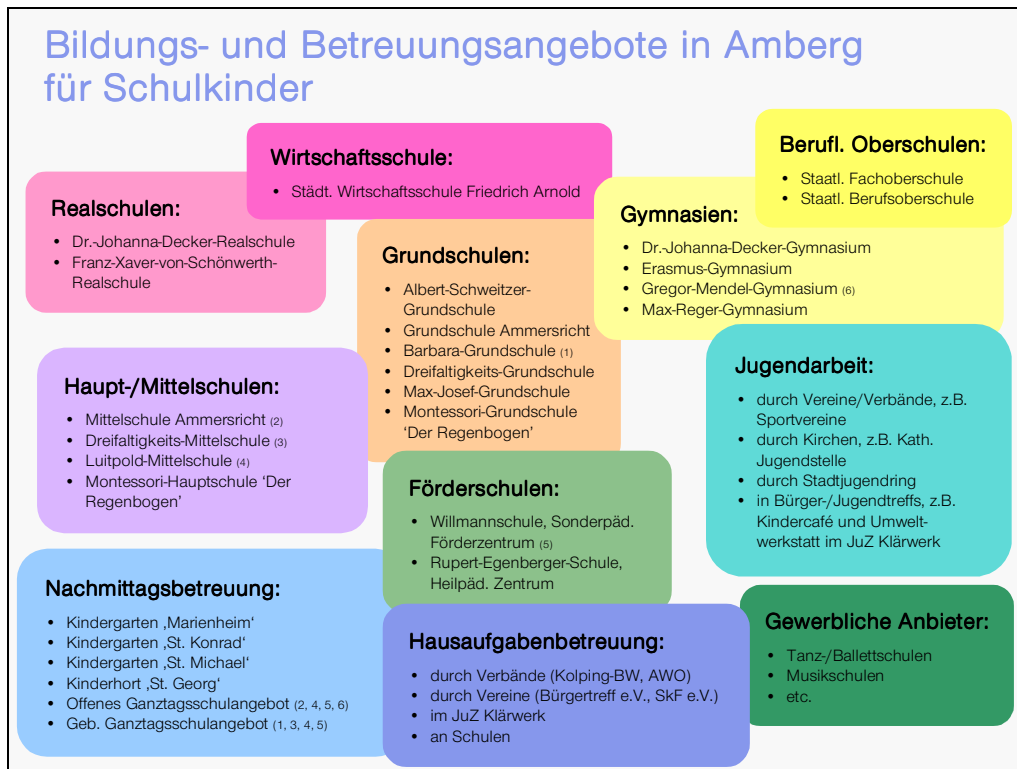 Bildungs- und Betreuungsangebote in Amberg
für Schulkinder
Wirtschaftsschule:
• Städt. Wirtschaftsschule Friedrich Arnold
Berufl. Oberschulen:
• Staatl. Fachoberschule
• Staatl. Berufsoberschule
Realschulen:
• Dr.-Johanna-Decker-Realschule
• Franz-Xaver-von-Schönwerth-
Realschule
Grundschulen:
• Albert-Schweitzer-
Grundschule
• Grundschule Ammersricht
• Barbara-Grundschule (1)
• Dreifaltigkeits-Grundschule
• Max-Josef-Grundschule
• Montessori-Grundschule
‘Der Regenbogen’
Gymnasien:
• Dr.-Johanna-Decker-Gymnasium
• Erasmus-Gymnasium
• Gregor-Mendel-Gymnasium (6)
• Max-Reger-Gymnasium
Haupt-/Mittelschulen:
• Mittelschule Ammersricht (2)
• Dreifaltigkeits-Mittelschule (3)
• Luitpold-Mittelschule (4)
• Montessori-Hauptschule ‘Der
Regenbogen’
Jugendarbeit:
• durch Vereine/Verbände, z.B.
Sportvereine
• durch Kirchen, z.B. Kath.
Jugendstelle
• durch Stadtjugendring
• in Bürger-/Jugendtreffs, z.B.
Kindercafé und Umwelt-
werkstatt im JuZ Klärwerk
Förderschulen:
• Willmannschule, Sonderpäd.
Förderzentrum (5)
• Rupert-Egenberger-Schule,
Heilpäd. Zentrum
Nachmittagsbetreuung:
• Kindergarten ‚Marienheim‘
• Kindergarten ‚St. Konrad‘
• Kindergarten ‚St. Michael‘
• Kinderhort ‚St. Georg‘
• Offenes Ganztagsschulangebot (2, 4, 5, 6)
• Geb. Ganztagsschulangebot (1, 3, 4, 5)
Hausaufgabenbetreuung:
• durch Verbände (Kolping-BW, AWO)
• durch Vereine (Bürgertreff e.V., SkF e.V.)
• im JuZ Klärwerk
• an Schulen
Gewerbliche Anbieter:
• Tanz-/Ballettschulen
• Musikschulen
• etc.